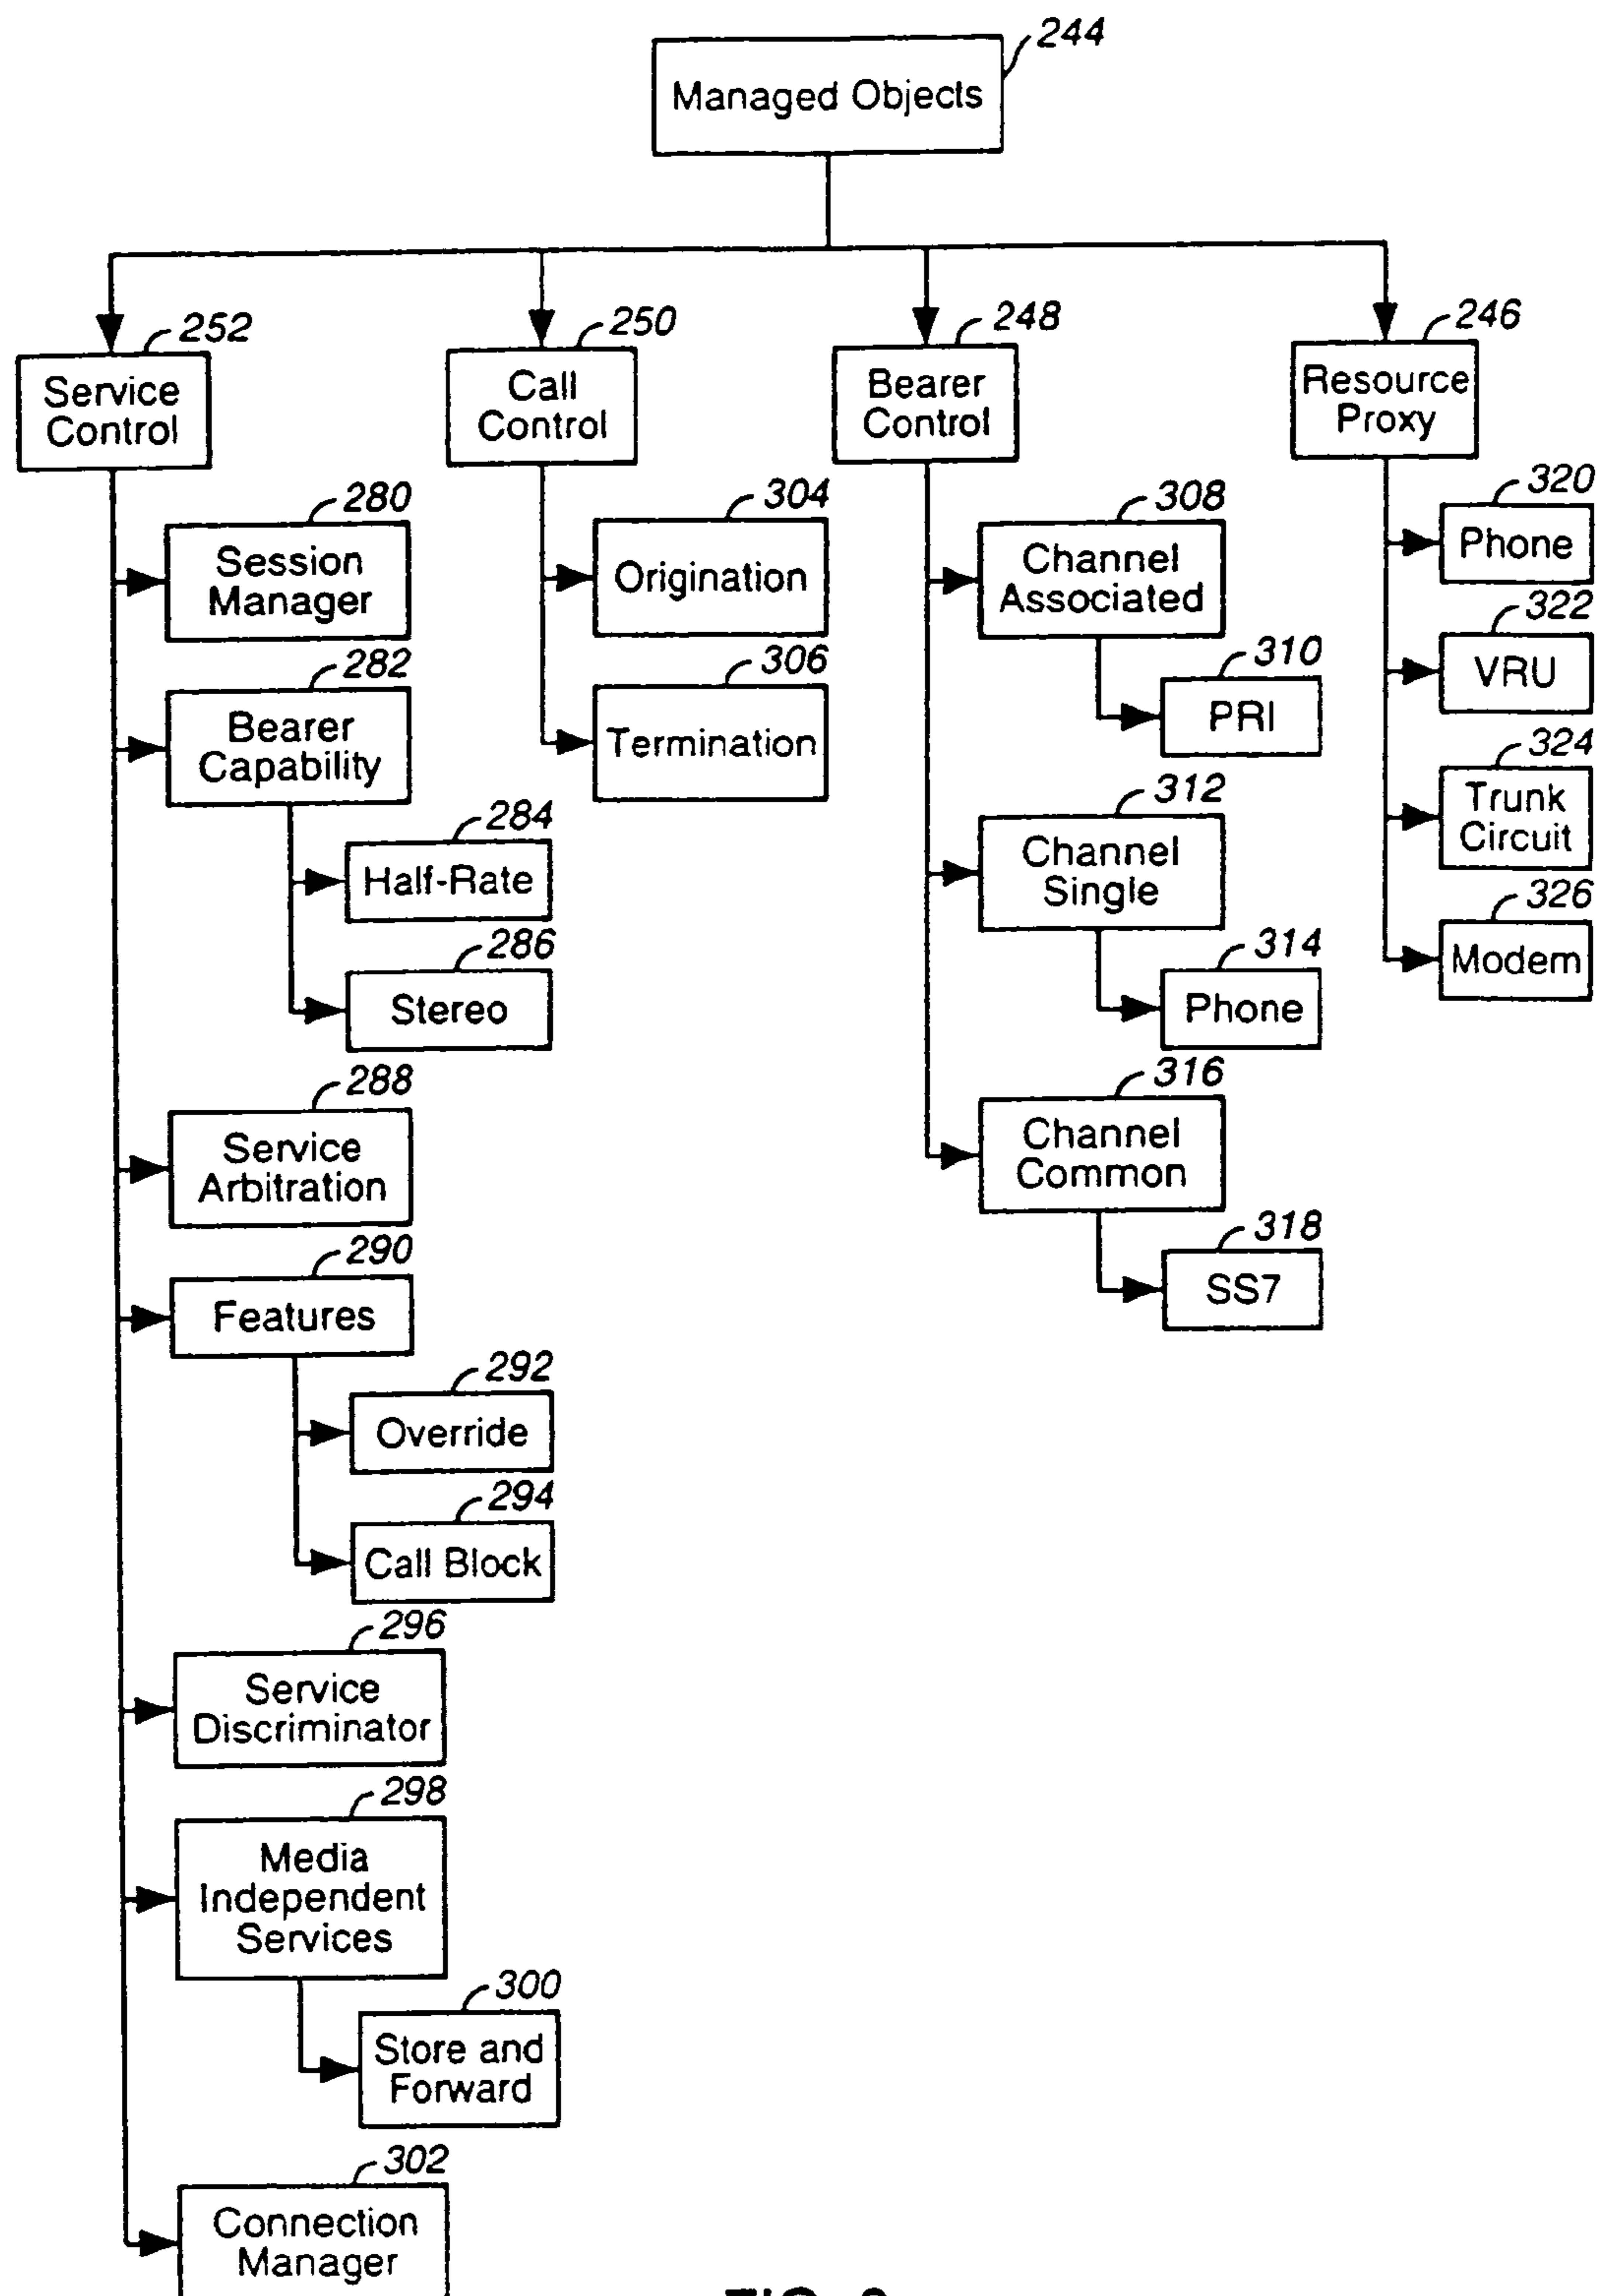 244
Managed Objects
252
Service
Control
250
Call
Control
248
Bearer
Control
246
Resource
Proxy
280
Session
Manager
282
Bearer
Capability
284
Half-Rate
286
Stereo
288
Service
Arbitration
290
Features
292
Override
294
Call Block
296
Service
Discriminator
298
Media
Independent
Services
300
Store and
Forward
302
Connection
Manager
304
Origination
306
Termination
308
Channel
Associated
310
PRI
312
Channel
Single
314
Phone
316
Channel
Common
318
SS7
320
Phone
322
VRU
324
Trunk
Circuit
326
Modem